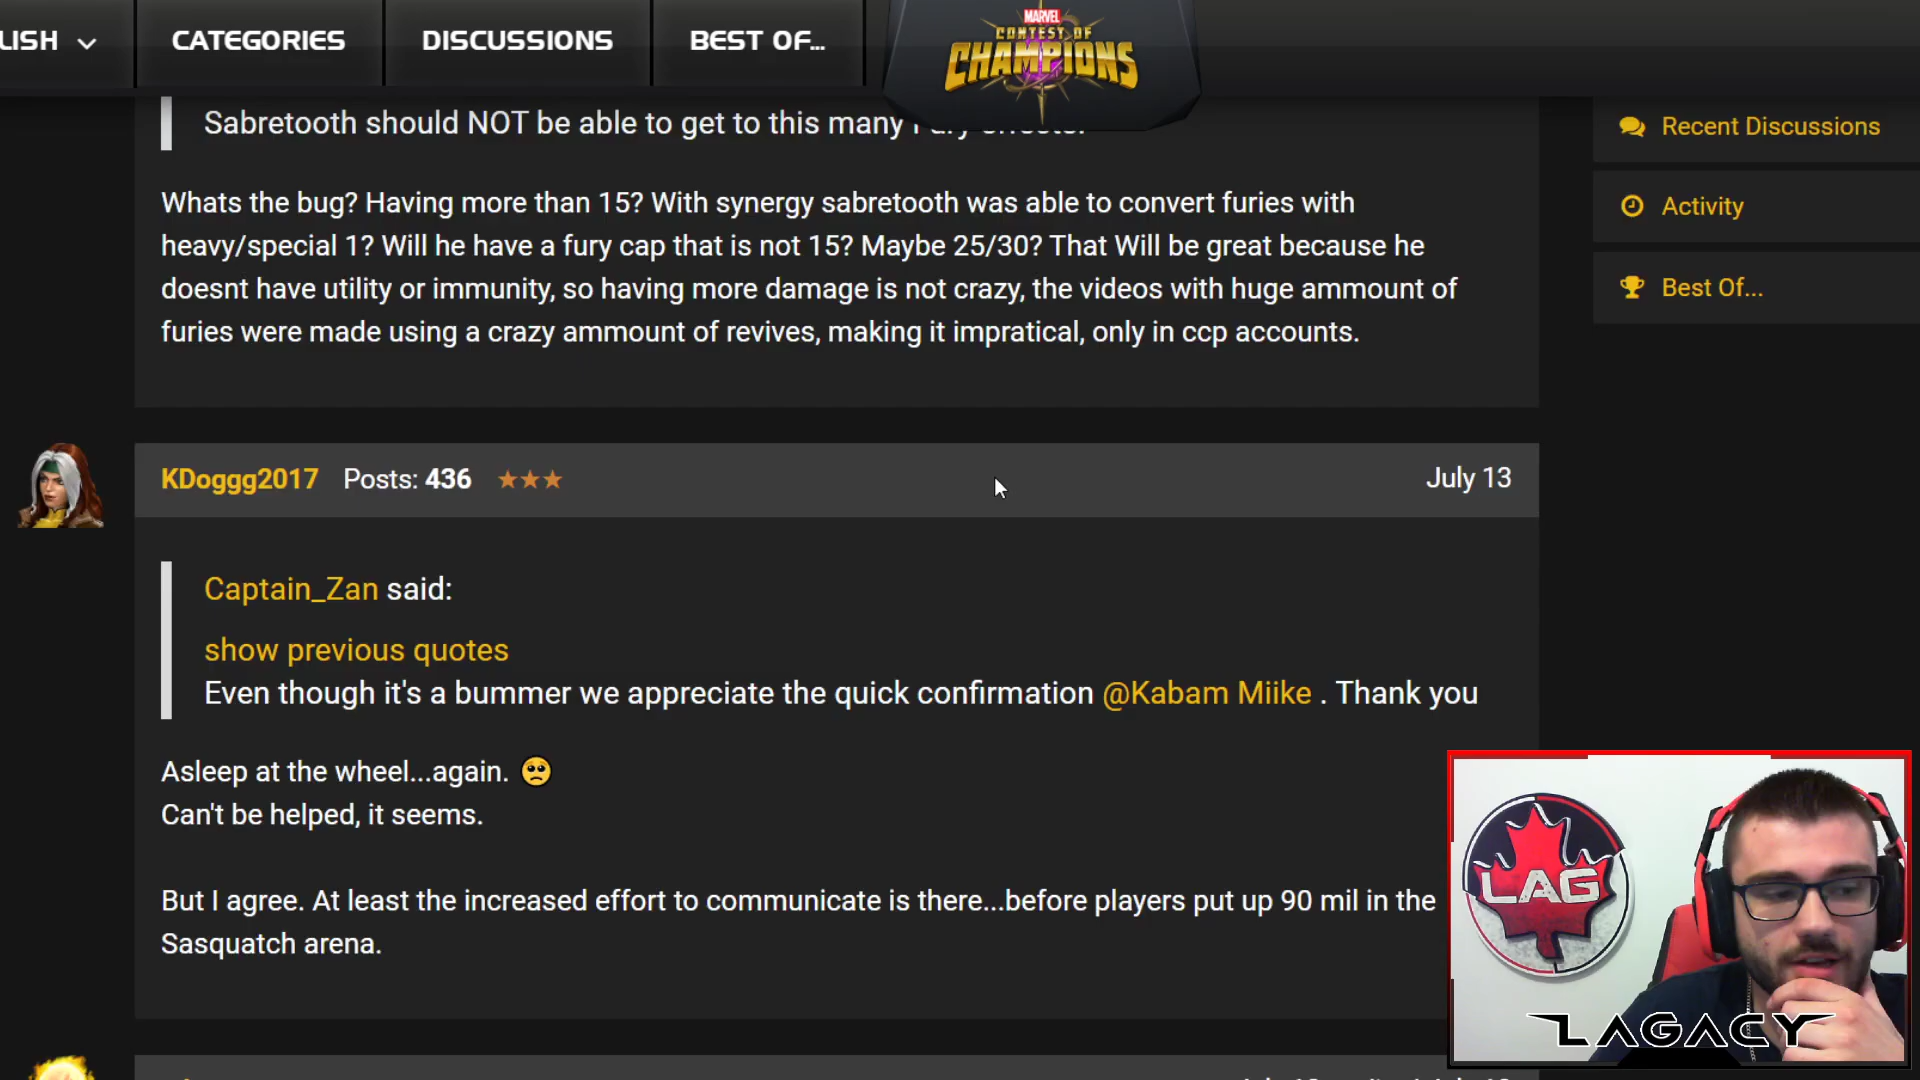 LISH
CATEGORIES
DISCUSSIONS
BEST OF...
MARVEL
CONTEST OF
CHAMPIONS
Sabretooth should NOT be able to get to this many
Recent Discussions
Activity
Best Of...
Whats the bug? Having more than 15? With synergy sabretooth was able to convert furies with
heavy/special 1? Will he have a fury cap that is not 15? Maybe 25/30? That Will be great because he
doesnt have utility or immunity, so having more damage is not crazy, the videos with huge ammount of
furies were made using a crazy ammount of revives, making it impratical, only in ccp accounts.
KDoggg2017 Posts: 436 July 13
Captain_Zan said:
show previous quotes
Even though it's a bummer we appreciate the quick confirmation @Kabam Miike . Thank you
Asleep at the wheel...again.
Can't be helped, it seems.
But I agree. At least the increased effort to communicate is there...before players put up 90 mil in the
Sasquatch arena.
LAG
LAGACY